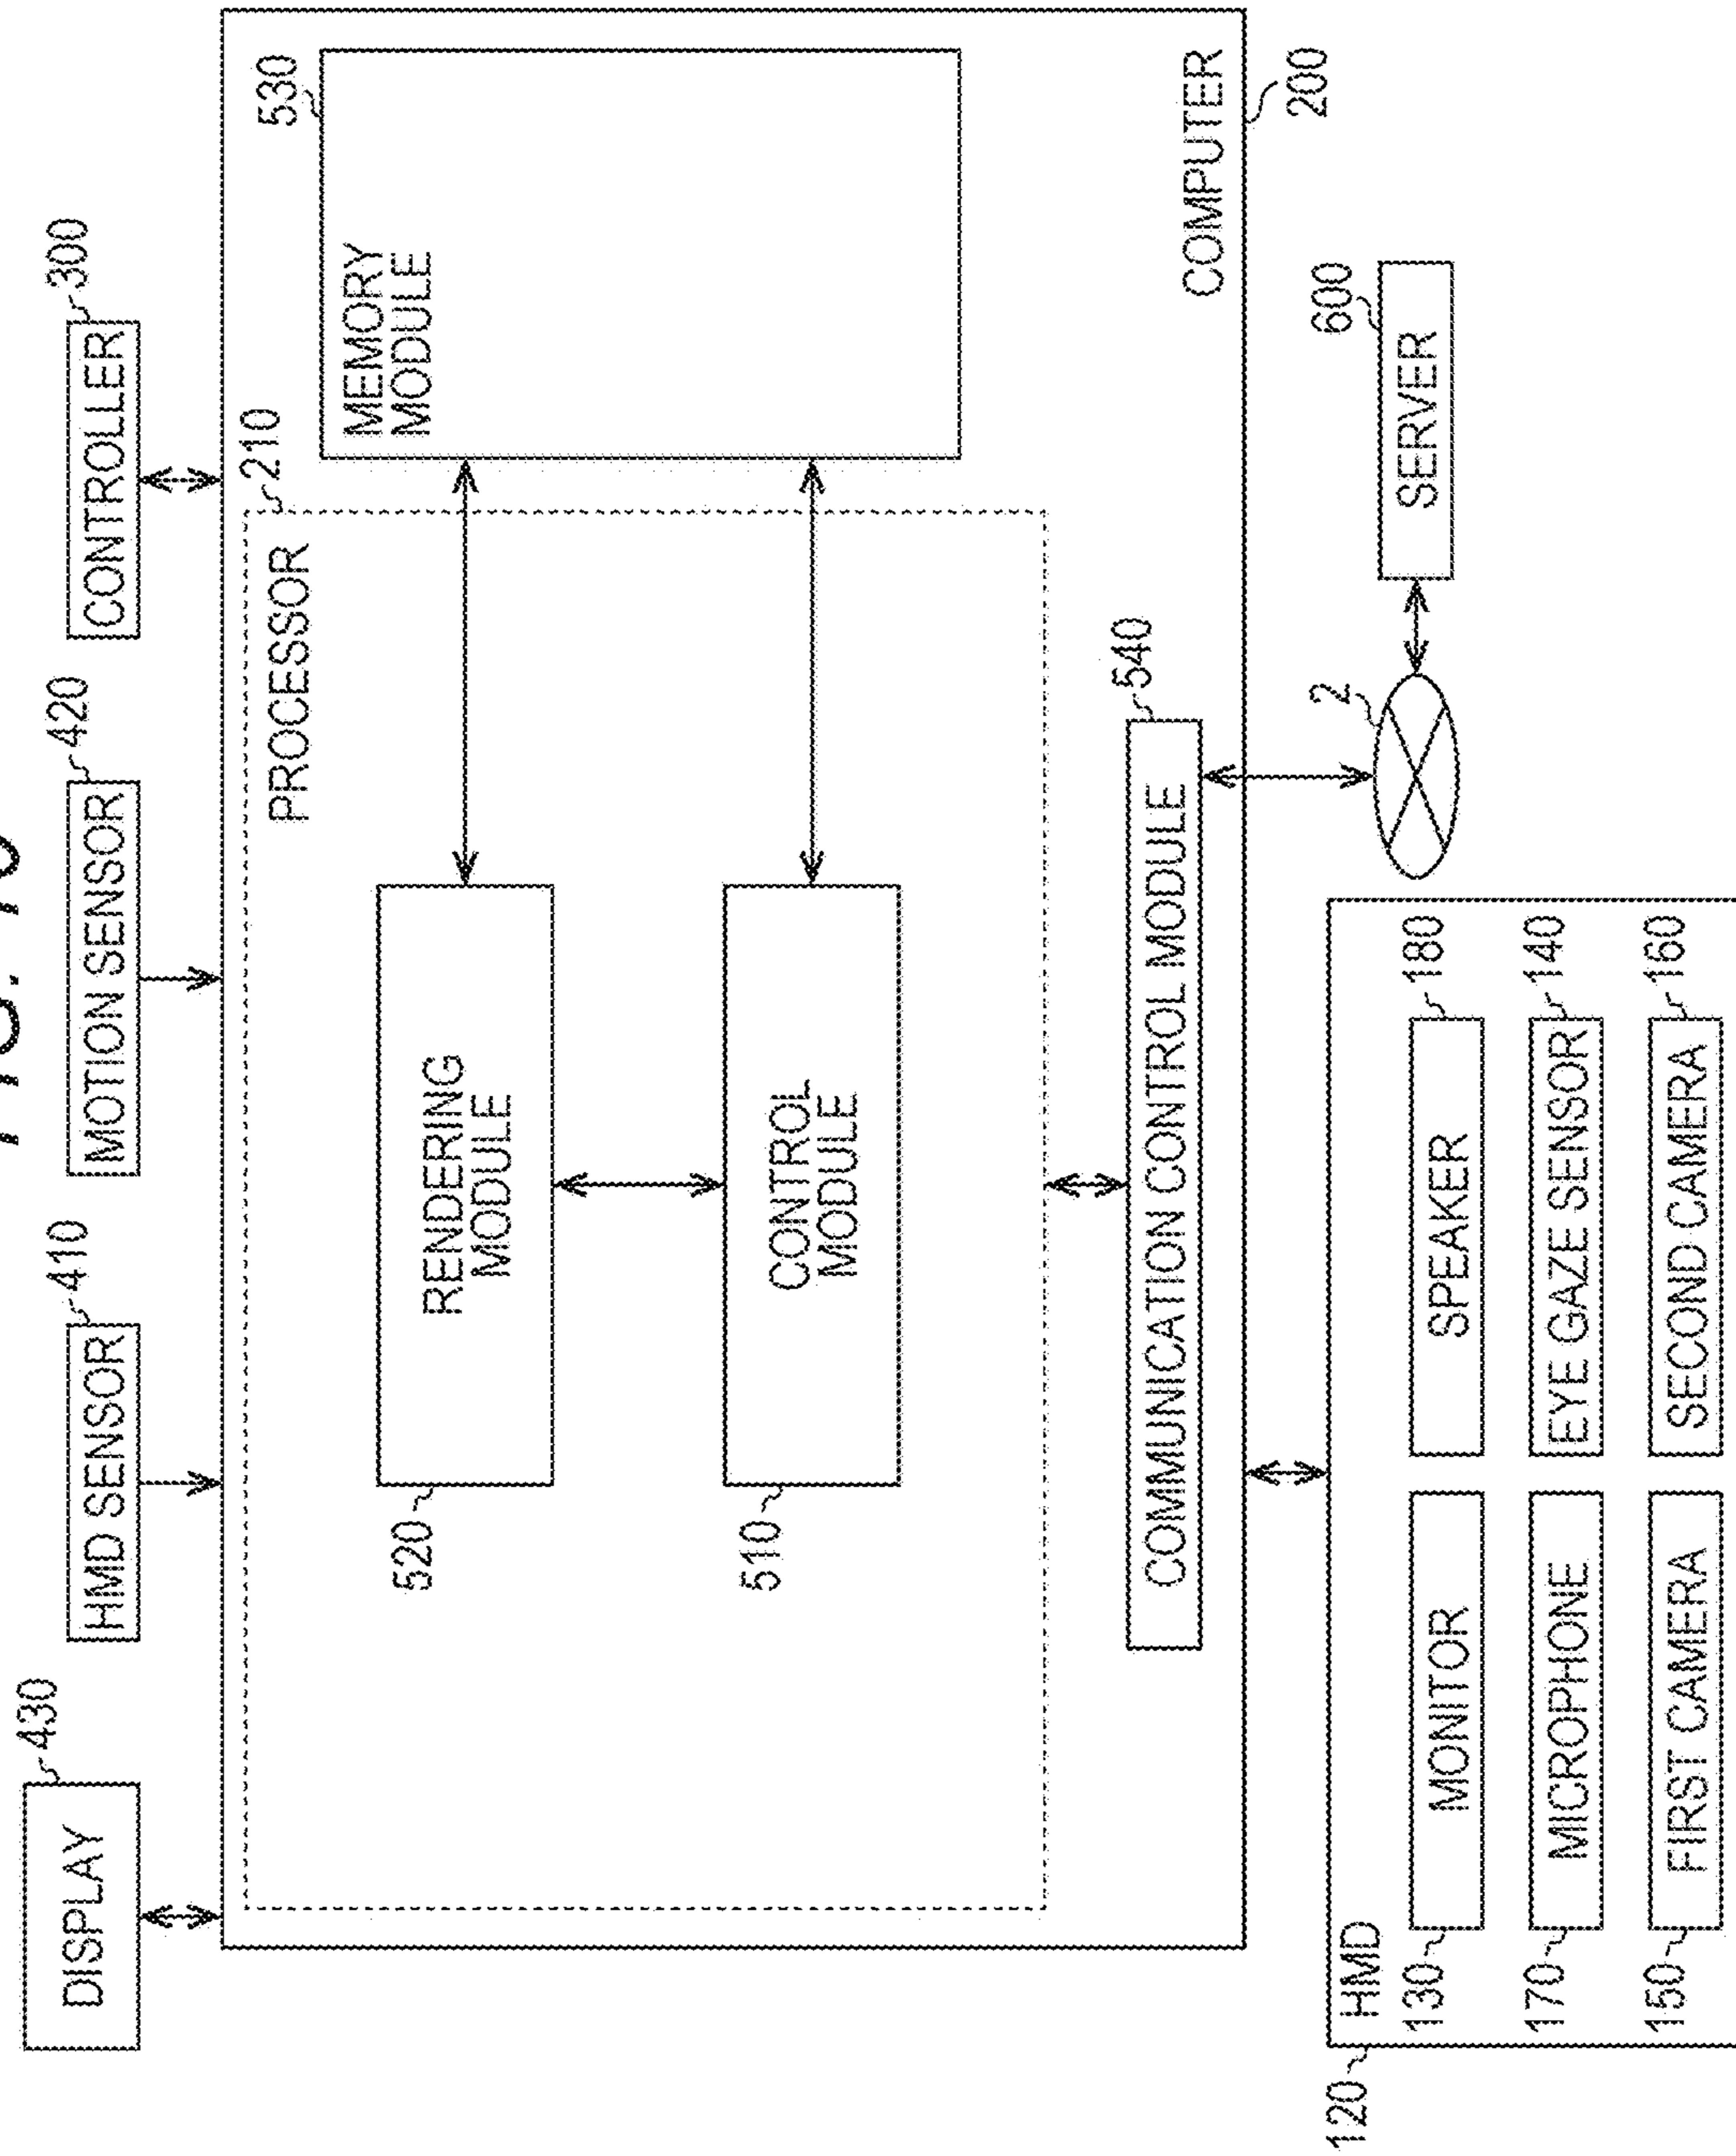 430
410
420
300
DISPLAY
HMD SENSOR
MOTION SENSOR
CONTROLLER
PROCESSOR
210
530
MEMORY
MODULE
520
RENDERING
MODULE
510
CONTROL
MODULE
540
COMMUNICATION CONTROL MODULE
COMPUTER
200
120
HMD
130
MONITOR
SPEAKER
180
170
MICROPHONE
EYE GAZE SENSOR
140
150
FIRST CAMERA
SECOND CAMERA
160
2
600
SERVER